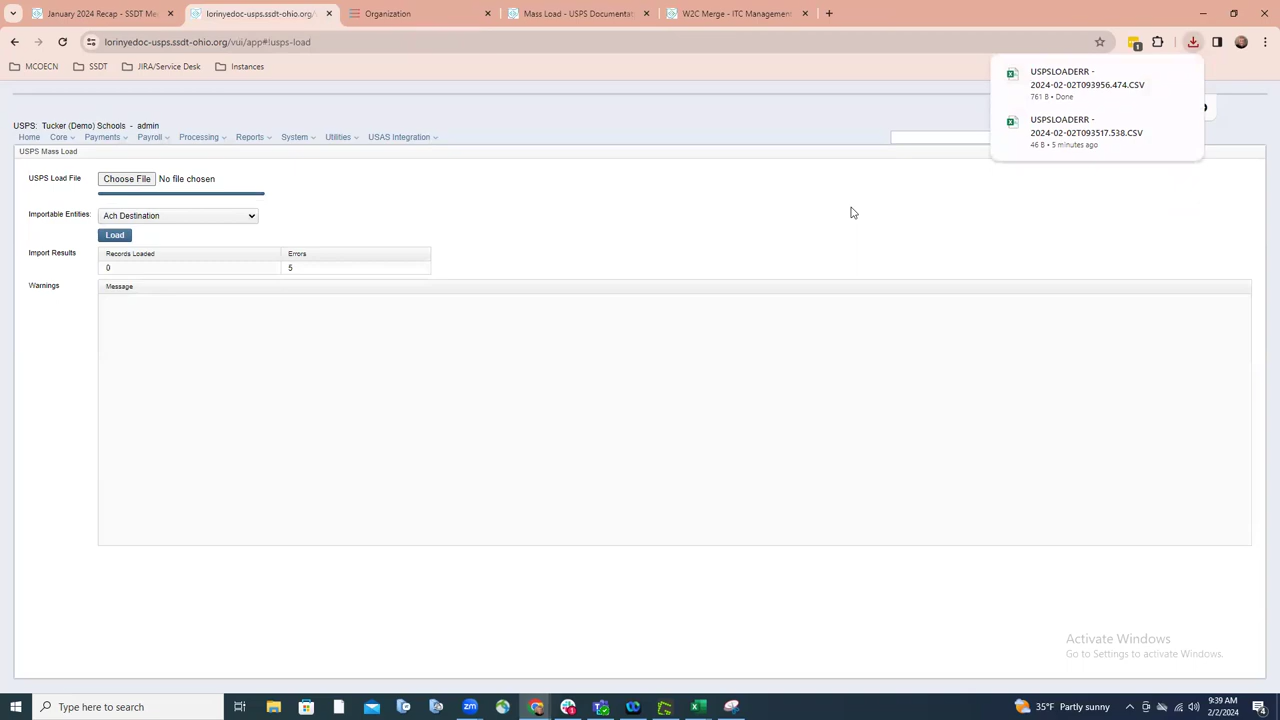 January 2024 Recap - SSDT Me
lorinyedoc-usps.ssdt-ohio.org/
Organization
Mass Load - USPS Documentat
W2C Merge - ITC Managemen
lorinyedoc-usps.ssdt-ohio.org/vui/app#!usps-load
1
MCOECN
SSDT
JIRA/Service Desk
Instances
USPSLOADERR -
2024-02-02T093956.474.CSV
761 B • Done
USPSLOADERR -
2024-02-02T093517.538.CSV
46 B • 5 minutes ago
USPS: Tucker (Demo) Schools - admin
Home Core Payments Payroll Processing Reports System Utilities USAS Integration
USPS Mass Load
USPS Load File
Choose File No file chosen
Importable Entities:
Ach Destination
Load
Import Results
Records Loaded Errors
0 5
Warnings
Message
Activate Windows
Go to Settings to activate Windows.
Type here to search
35°F Partly sunny
9:39 AM
2/2/2024
4